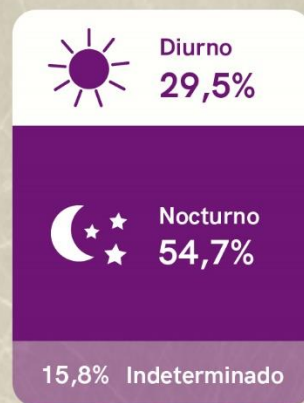 Diurno
29,5%
Nocturno
54,7%
15,8% Indeterminado